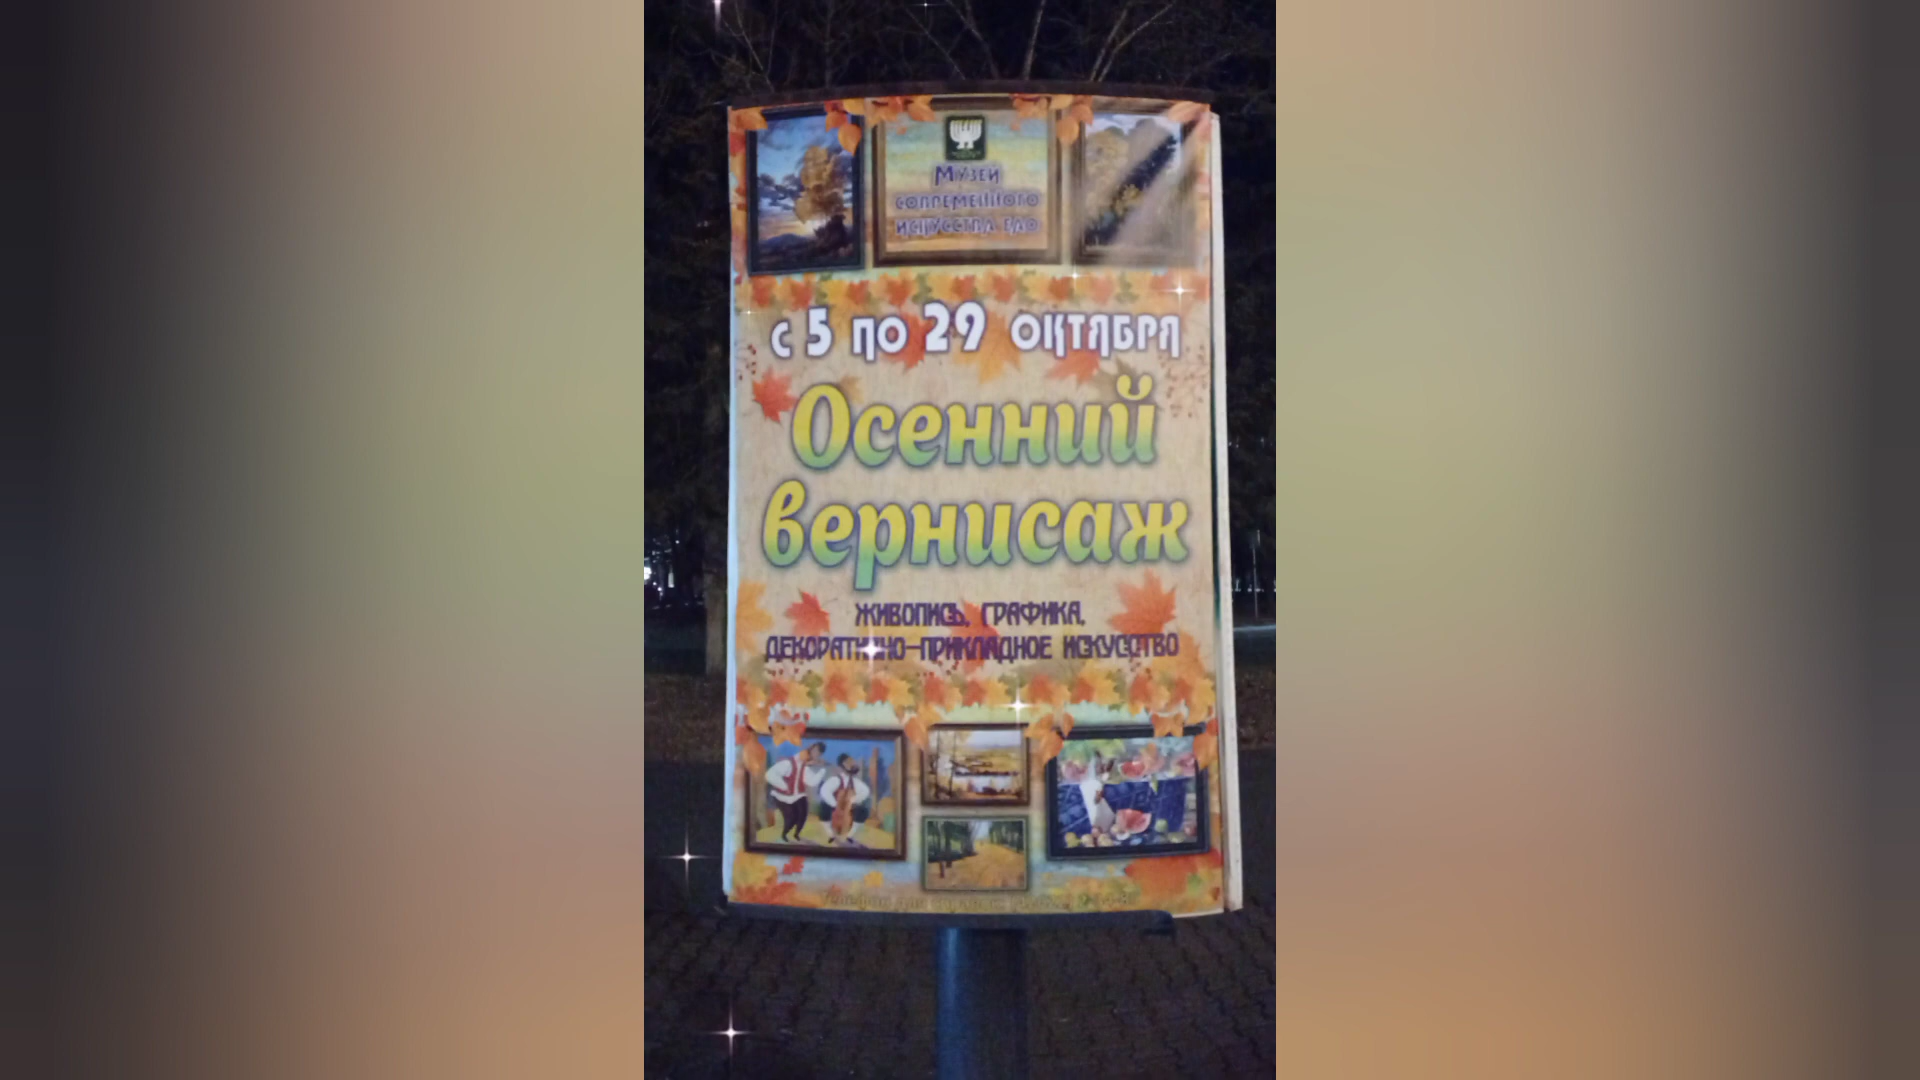 Музей
современного
искусства ЕАО
с 5 по 29 октября
Осенний
вернисаж
живопись, графика,
декоративно-прикладное искусство